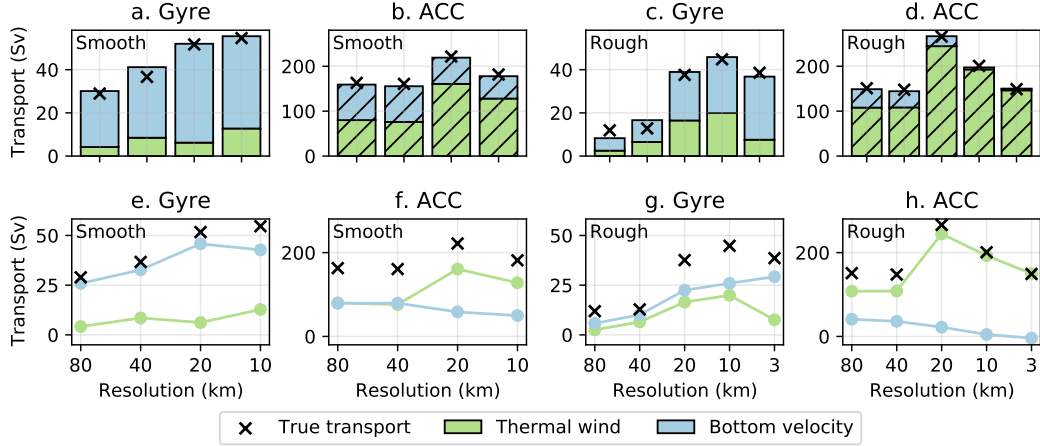 a. Gyre
b. ACC
c. Gyre
d. ACC
Transport (Sv)
40
20
0
Smooth
200
100
0
Smooth
40
20
0
Rough
200
100
0
Rough
e. Gyre
f. ACC
g. Gyre
h. ACC
Transport (Sv)
50
25
0
Smooth
200
0
Smooth
50
25
0
Rough
200
0
Rough
80 40 20 10
80 40 20 10
80 40 20 10 3
80 40 20 10 3
Resolution (km)
Resolution (km)
Resolution (km)
Resolution (km)
True transport
Thermal wind
Bottom velocity